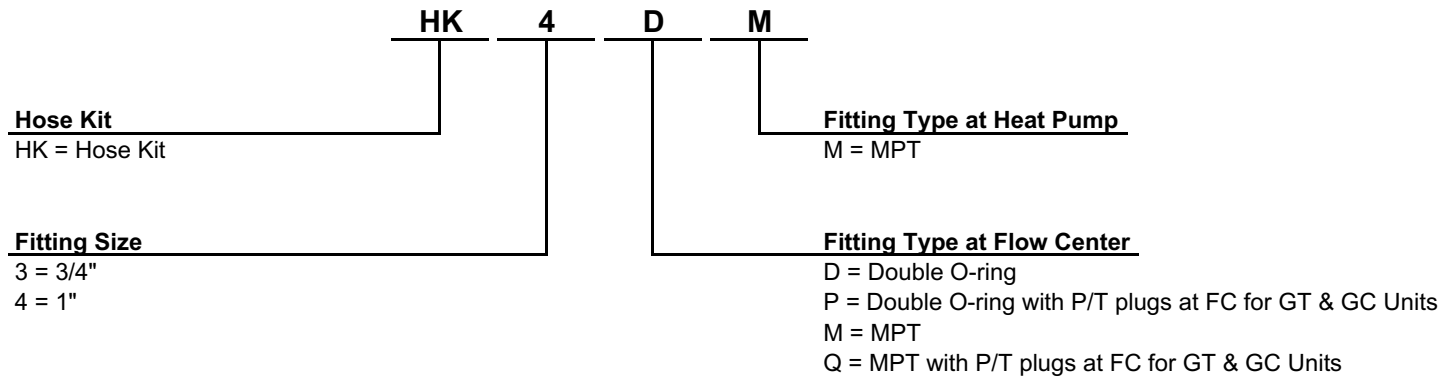 HK 4 D M
Hose Kit
HK = Hose Kit
Fitting Size
3 = 3/4"
4 = 1"
Fitting Type at Heat Pump
M = MPT
Fitting Type at Flow Center
D = Double O-ring
P = Double O-ring with P/T plugs at FC for GT & GC Units
M = MPT
Q = MPT with P/T plugs at FC for GT & GC Units